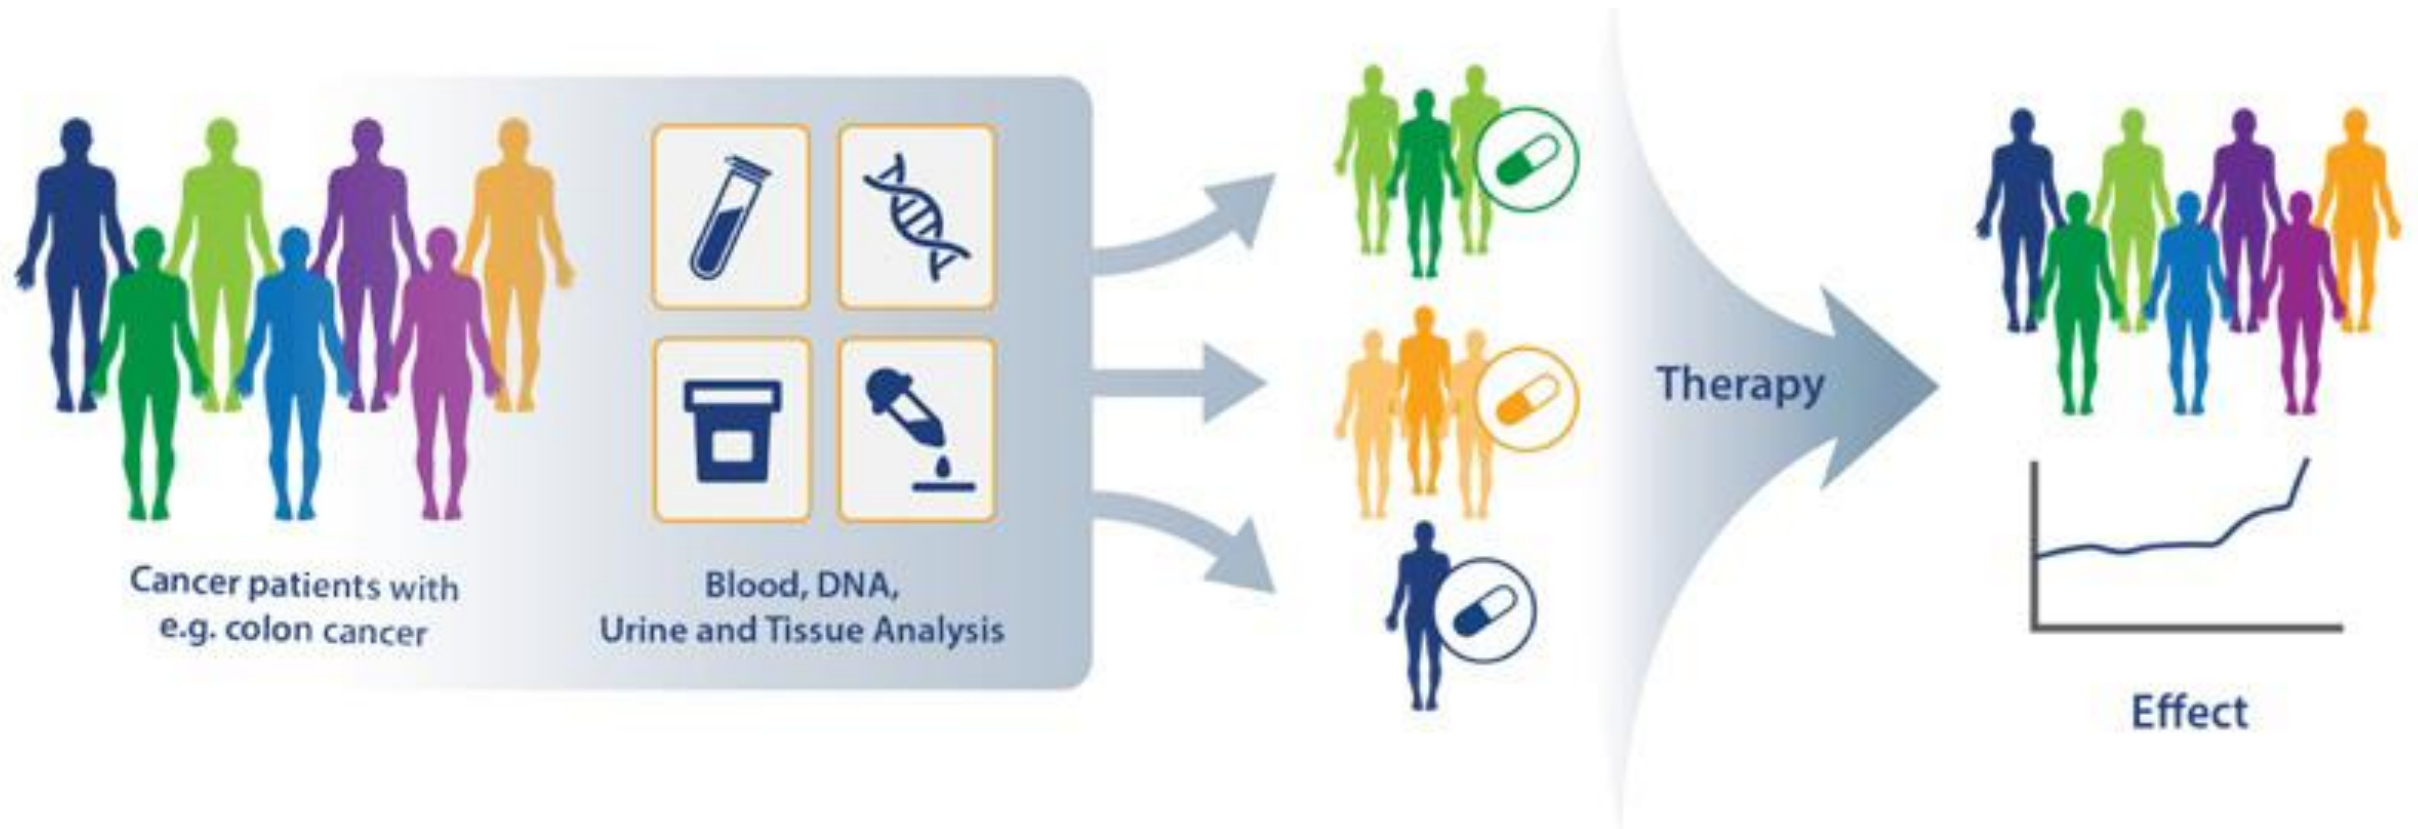 Cancer patients with
e.g. colon cancer
Blood, DNA,
Urine and Tissue Analysis
Therapy
Effect